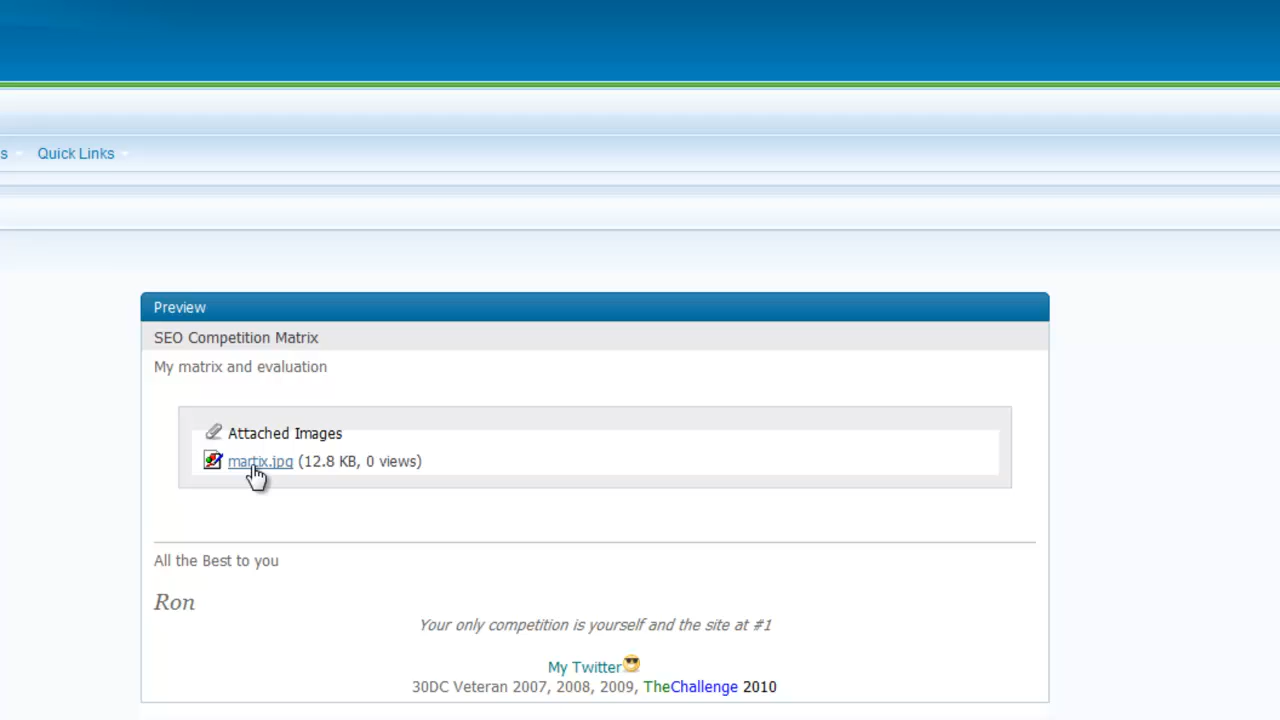 s Quick Links
Preview
SEO Competition Matrix
My matrix and evaluation
Attached Images
martix.jpg (12.8 KB, 0 views)
All the Best to you
Ron
Your only competition is yourself and the site at #1
My Twitter
30DC Veteran 2007, 2008, 2009, TheChallenge 2010